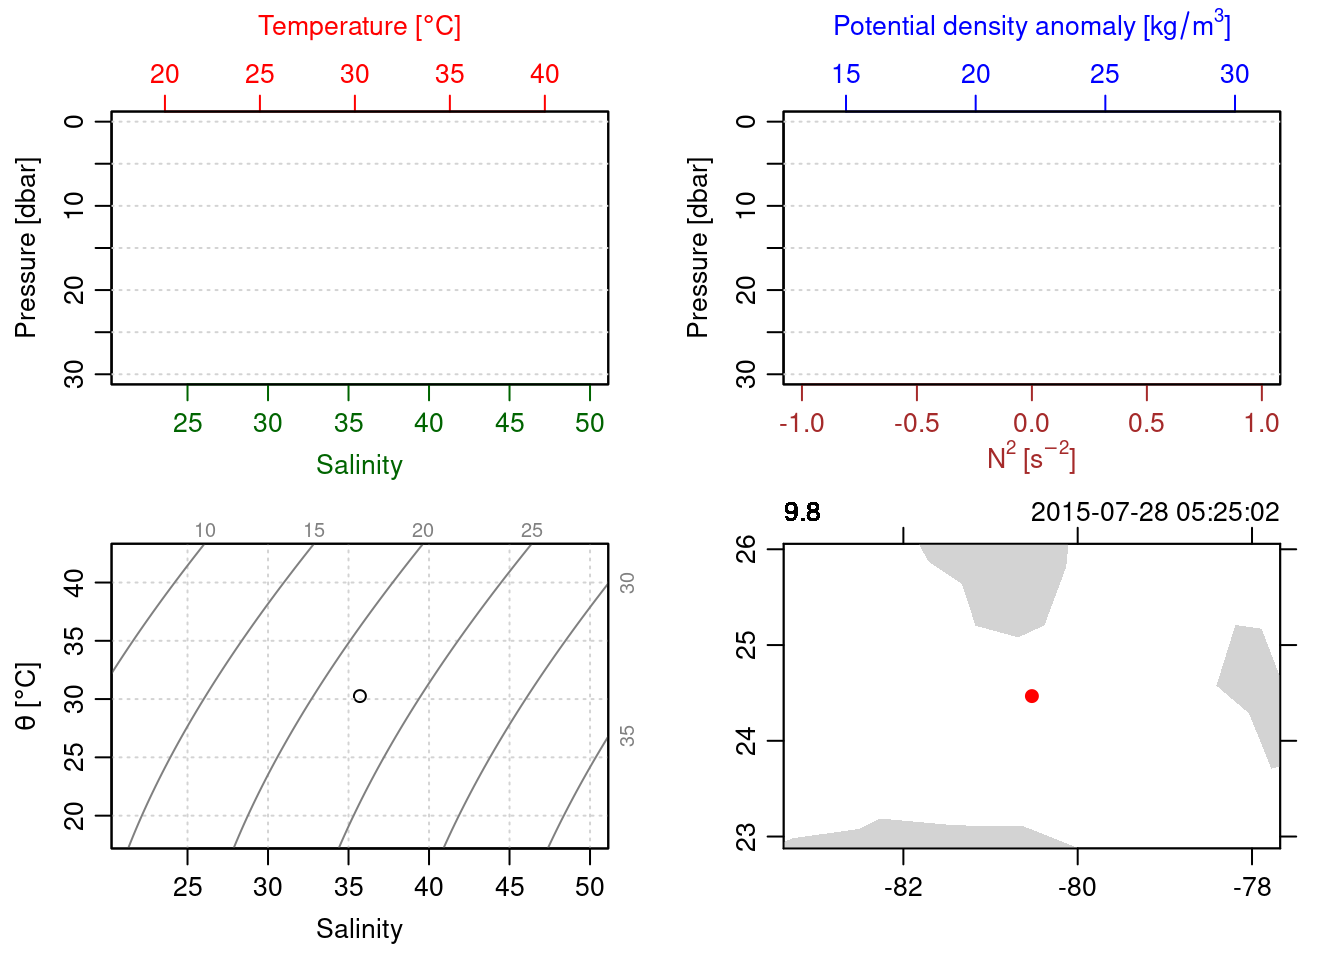 Temperature [°C]
20 25 30 35 40
0
10
20
30
Pressure [dbar]
25 30 35 40 45 50
Salinity
Potential density anomaly [kg/m³]
15 20 25 30
0
10
20
30
Pressure [dbar]
-1.0 -0.5 0.0 0.5 1.0
N² [s⁻²]
10 15 20 25
30
35
40
35
30
25
20
θ [°C]
25 30 35 40 45 50
Salinity
9.8 2015-07-28 05:25:02
26
25
24
23
-82 -80 -78